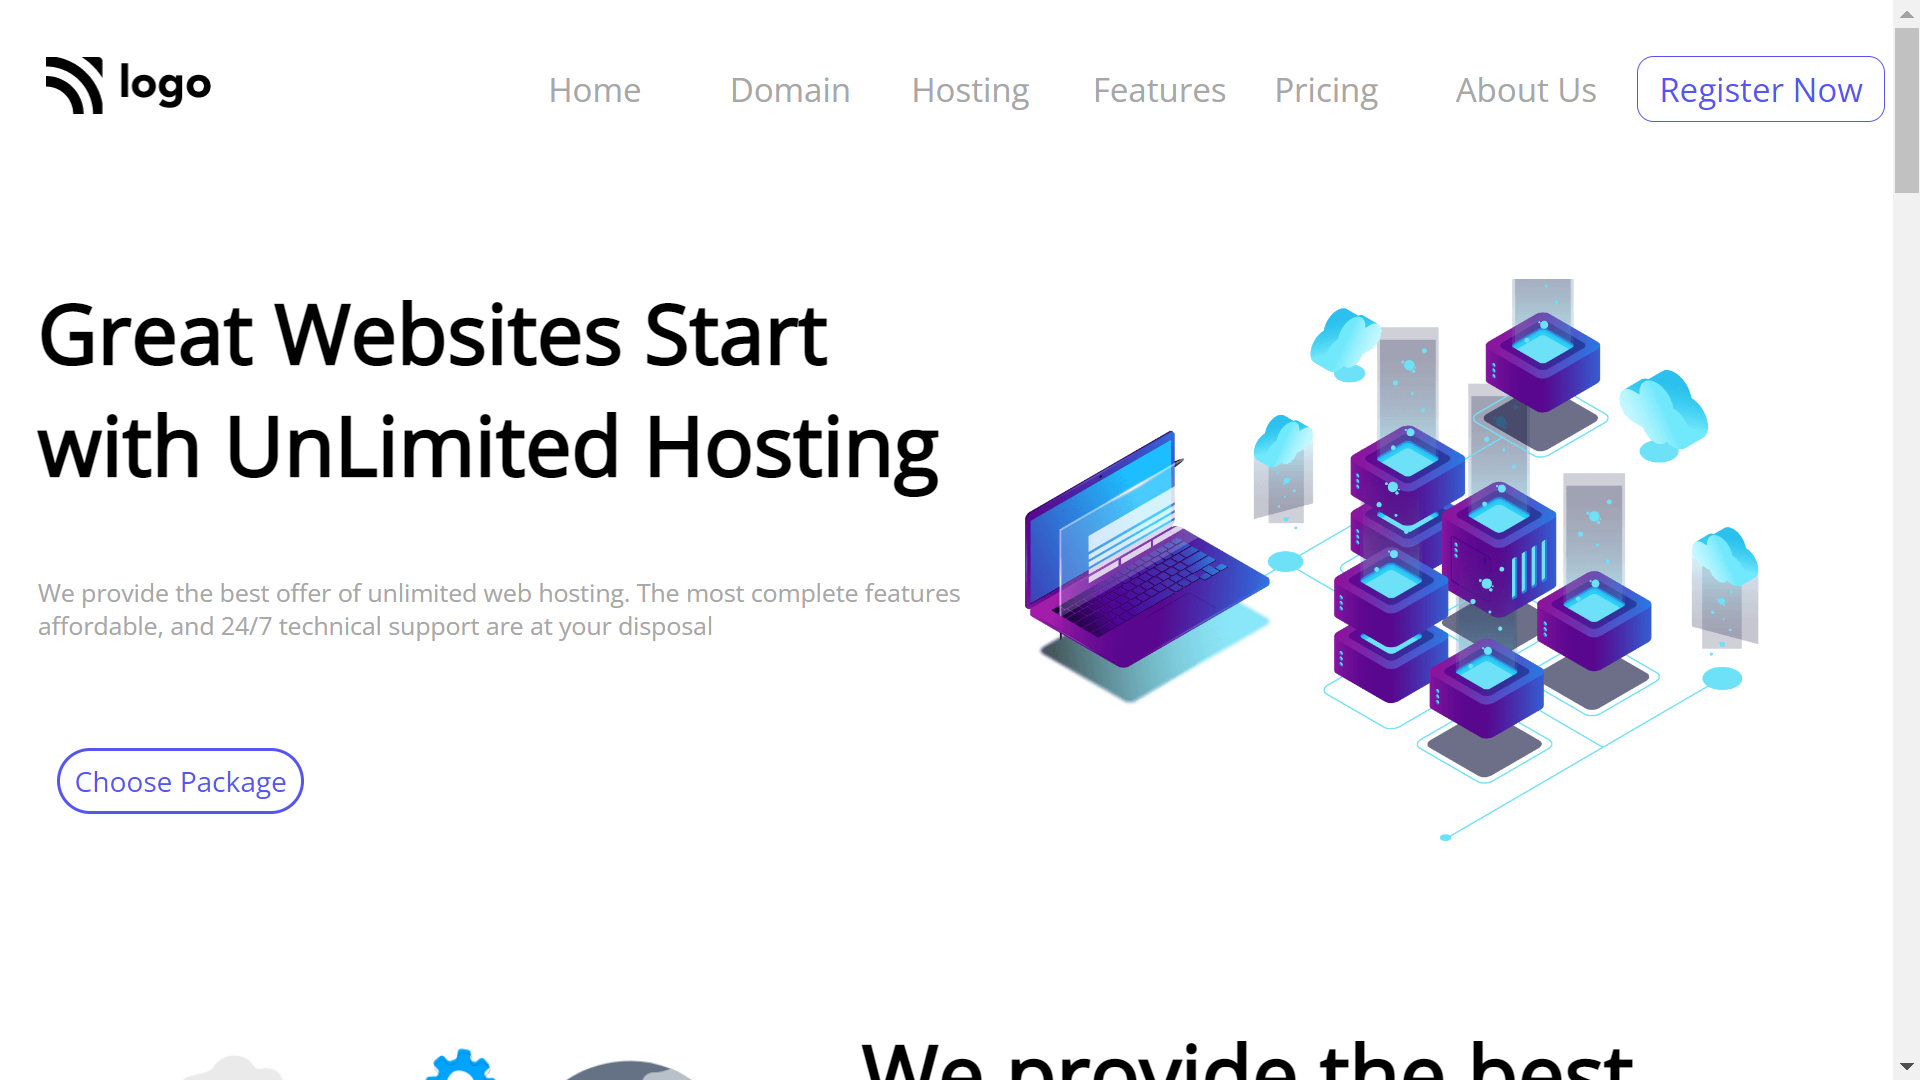 logo
Home Domain Hosting Features Pricing About Us Register Now
Great Websites Start
with UnLimited Hosting
We provide the best offer of unlimited web hosting. The most complete features
affordable, and 24/7 technical support are at your disposal
Choose Package
We provide the best